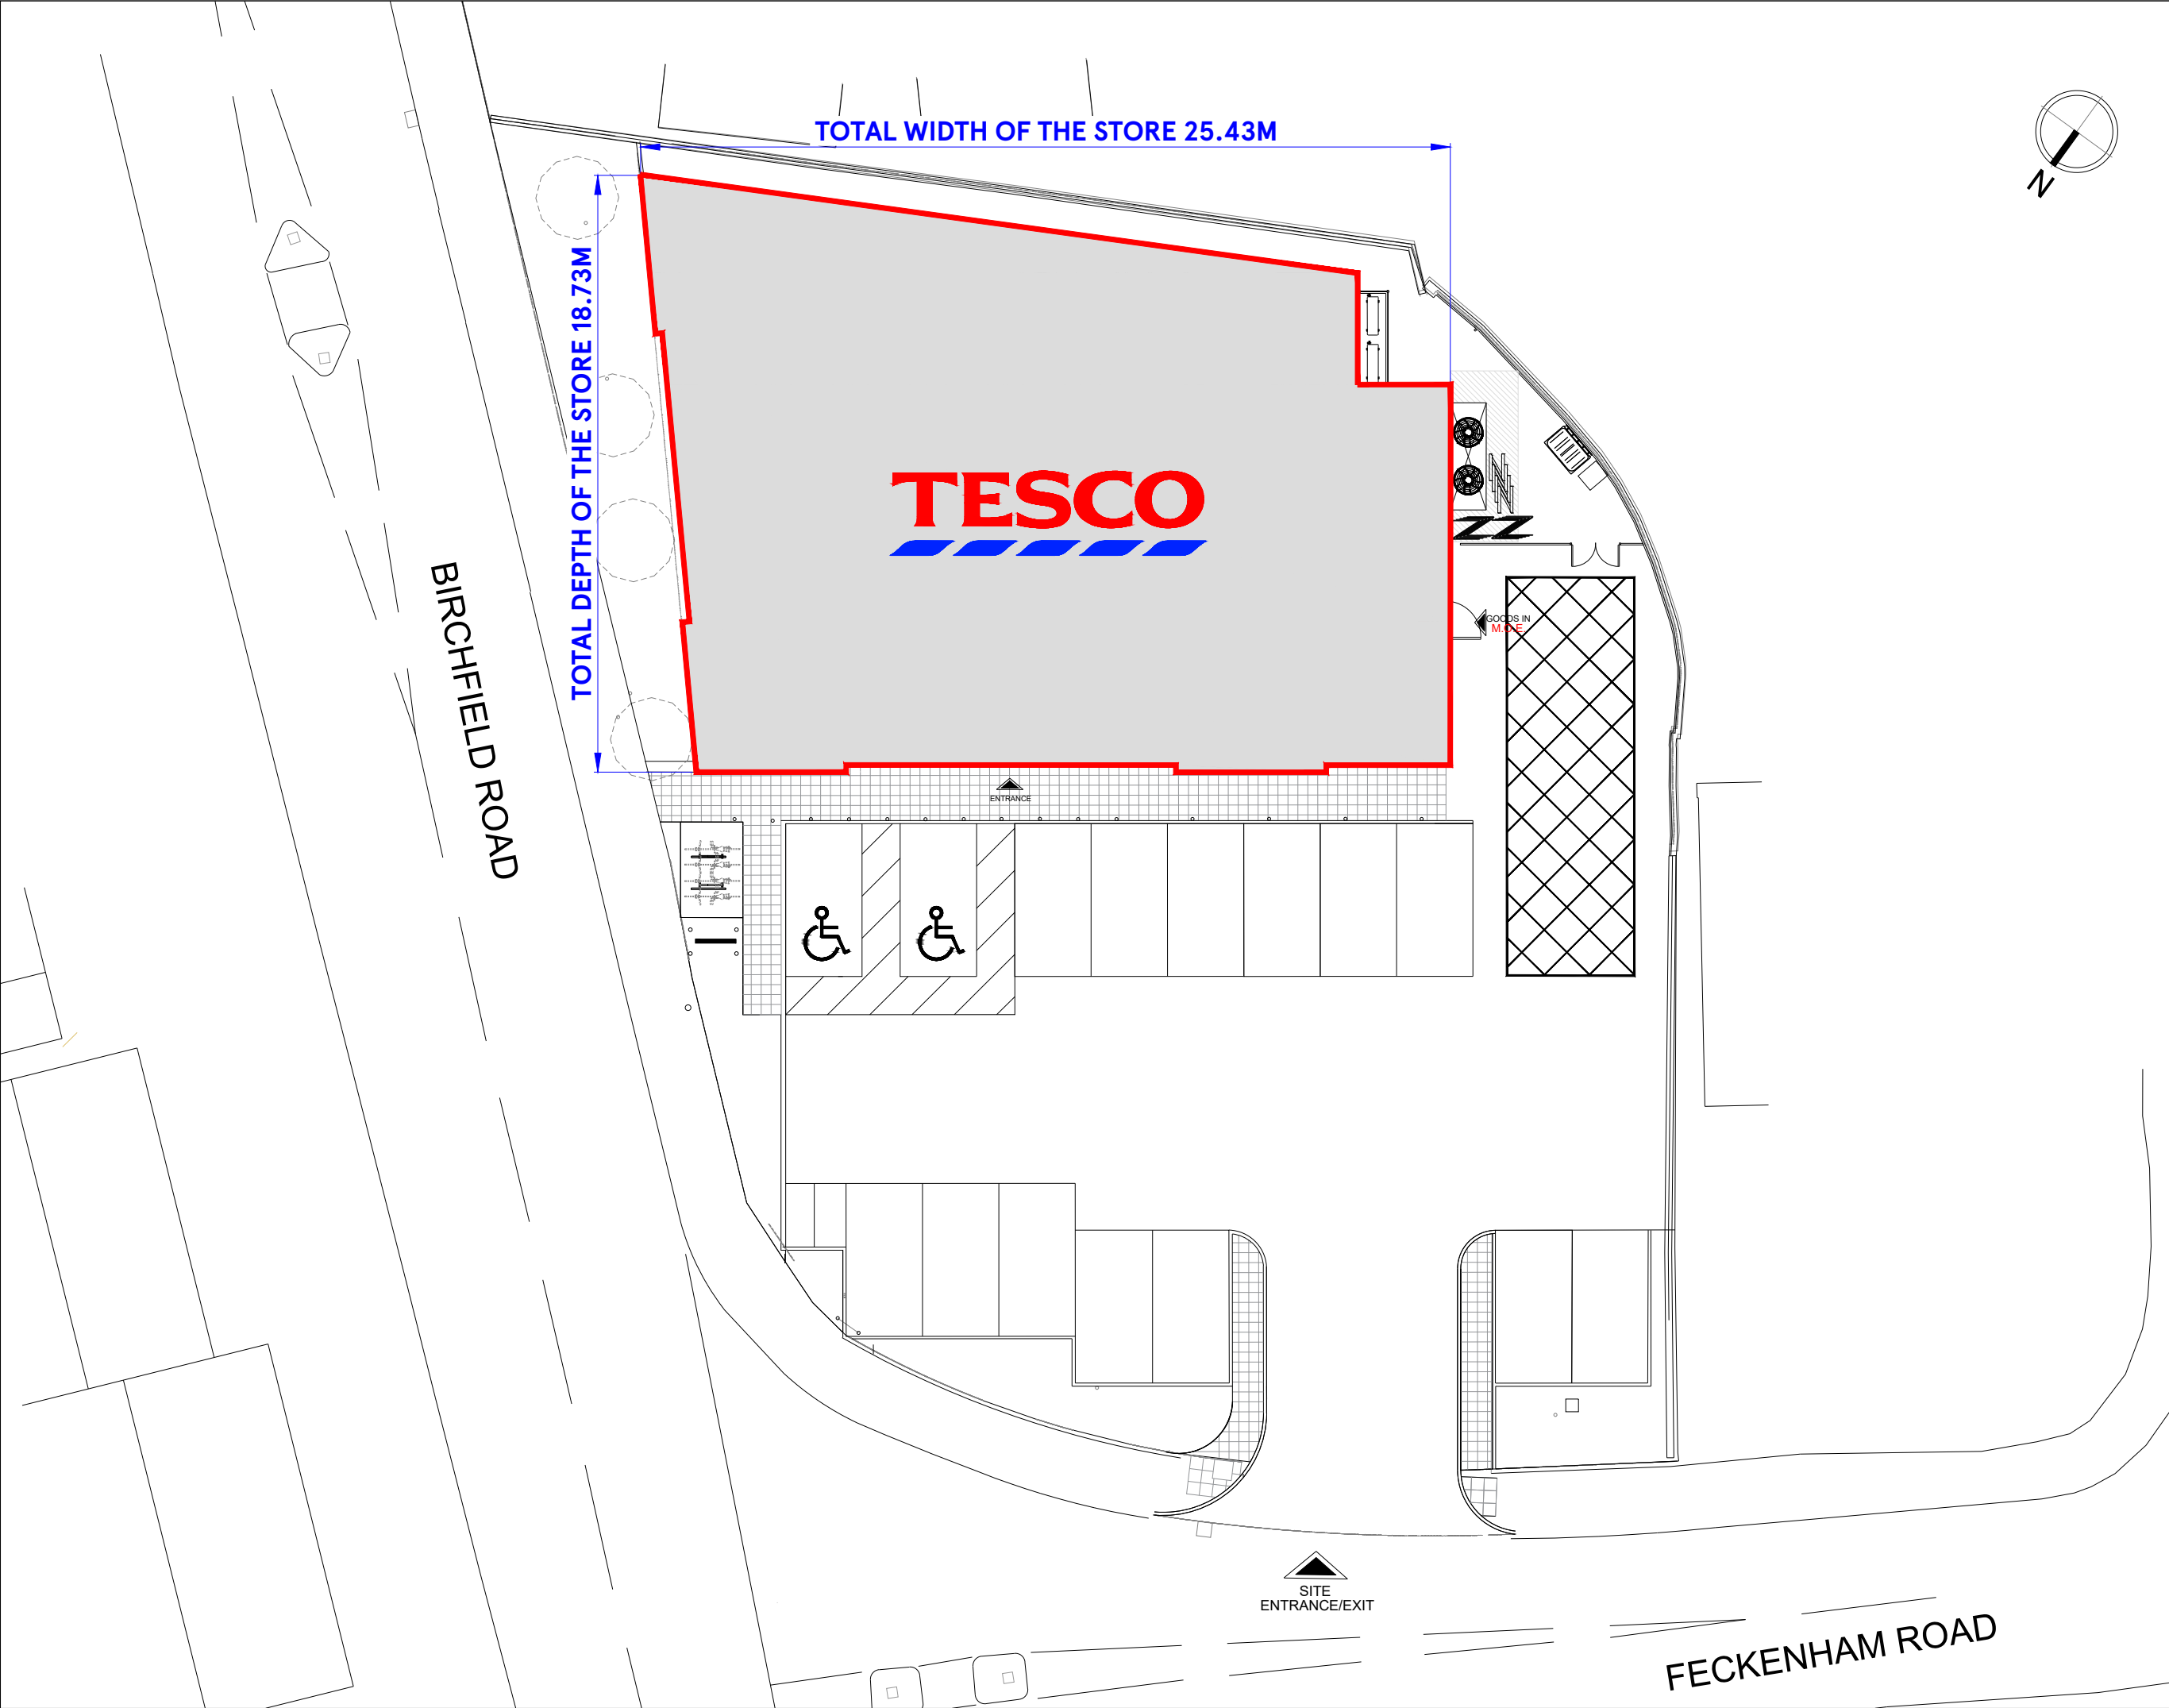 TOTAL WIDTH OF THE STORE 25.43M
N
TOTAL DEPTH OF THE STORE 18.73M
TESCO
BIRCHFIELD ROAD
GOODS IN
M.O.E.
ENTRANCE
SITE
ENTRANCE/EXIT
FECKENHAM ROAD